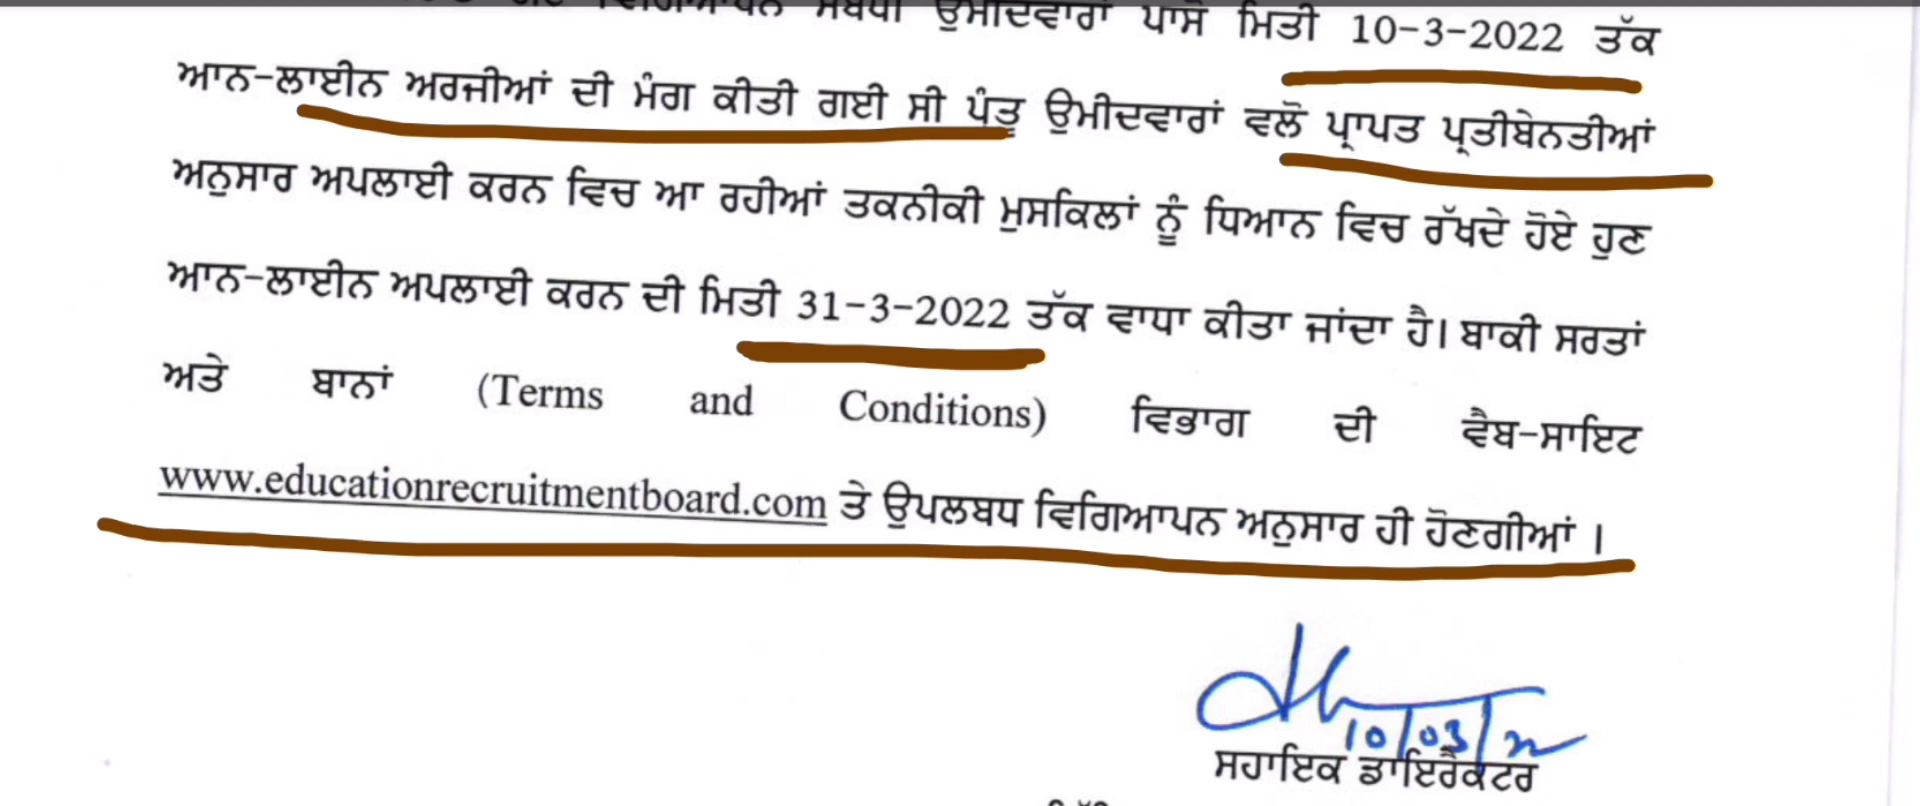 ਵਿਗਿਆਪਨ ਸਬੰਧੀ ਉਮੀਦਵਾਰਾਂ ਪਾਸੋਂ ਮਿਤੀ 10-3-2022 ਤੱਕ
ਆਨ-ਲਾਈਨ ਅਰਜੀਆਂ ਦੀ ਮੰਗ ਕੀਤੀ ਗਈ ਸੀ ਪ੍ਰੰਤੂ ਉਮੀਦਵਾਰਾਂ ਵਲੋਂ ਪ੍ਰਾਪਤ ਪ੍ਰਤੀਬੇਨਤੀਆਂ
ਅਨੁਸਾਰ ਅਪਲਾਈ ਕਰਨ ਵਿਚ ਆ ਰਹੀਆਂ ਤਕਨੀਕੀ ਮੁਸਕਿਲਾਂ ਨੂੰ ਧਿਆਨ ਵਿਚ ਰੱਖਦੇ ਹੋਏ ਹੁਣ
ਆਨ-ਲਾਈਨ ਅਪਲਾਈ ਕਰਨ ਦੀ ਮਿਤੀ 31-3-2022 ਤੱਕ ਵਾਧਾ ਕੀਤਾ ਜਾਂਦਾ ਹੈ। ਬਾਕੀ ਸਰਤਾਂ
ਅਤੇ ਬਾਨਾਂ (Terms and Conditions) ਵਿਭਾਗ ਦੀ ਵੈਬ-ਸਾਇਟ
www.educationrecruitmentboard.com ਤੇ ਉਪਲਬਧ ਵਿਗਿਆਪਨ ਅਨੁਸਾਰ ਹੀ ਹੋਣਗੀਆਂ ।
10/03/22
ਸਹਾਇਕ ਡਾਇਰੈਕਟਰ